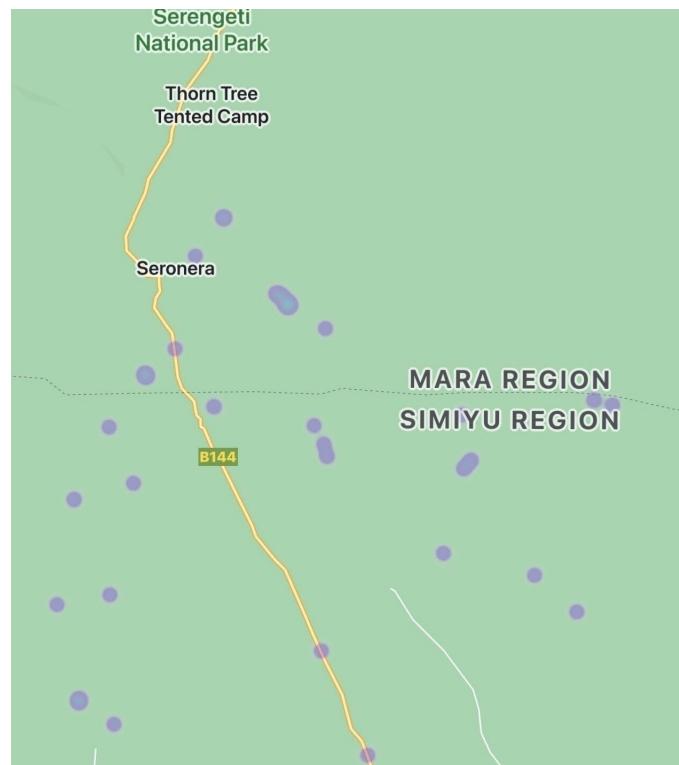 Serengeti
National Park
Thorn Tree
Tented Camp
Seronera
MARA REGION
SIMIYU REGION
B144